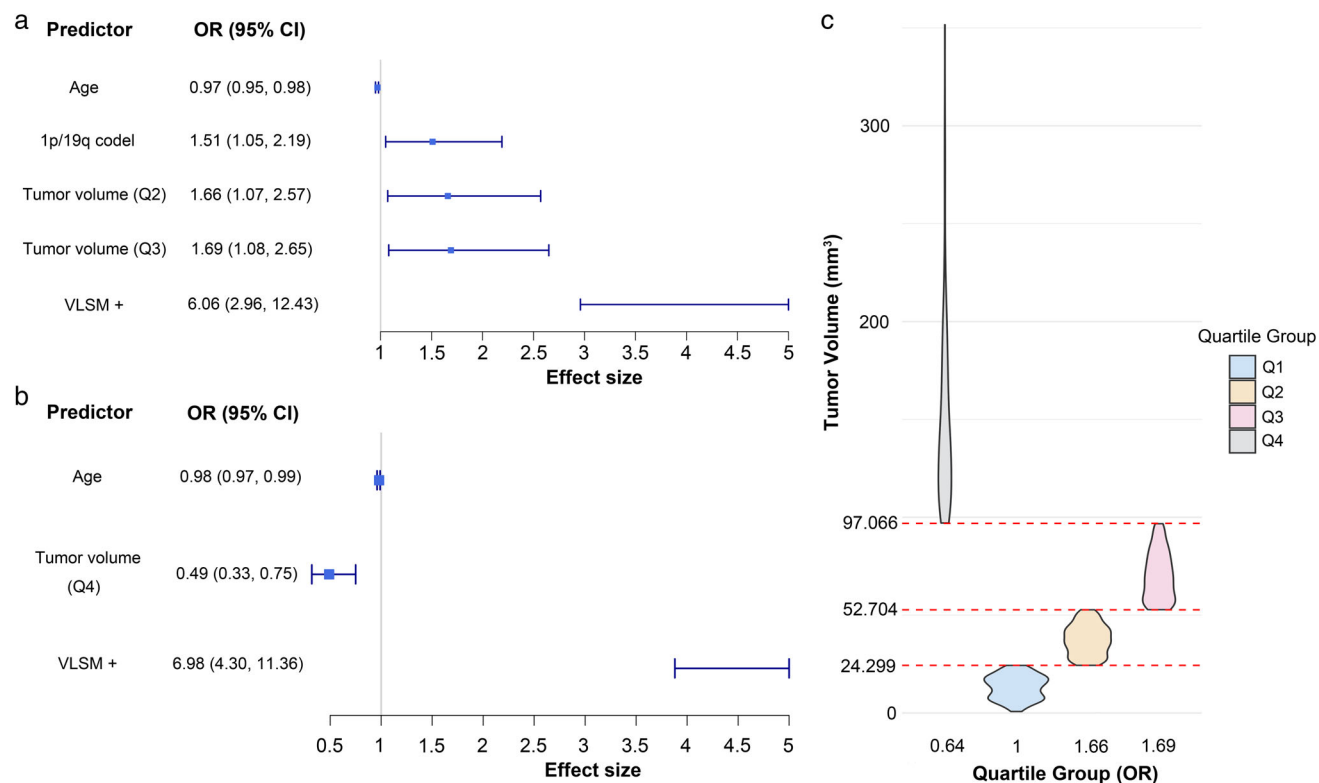 a
Predictor OR (95% CI)
Age 0.97 (0.95, 0.98)
1p/19q codel 1.51 (1.05, 2.19)
Tumor volume (Q2) 1.66 (1.07, 2.57)
Tumor volume (Q3) 1.69 (1.08, 2.65)
VLSM + 6.06 (2.96, 12.43)
1 1.5 2 2.5 3 3.5 4 4.5 5
Effect size
b
Predictor OR (95% CI)
Age 0.98 (0.97, 0.99)
Tumor volume
(Q4) 0.49 (0.33, 0.75)
VLSM + 6.98 (4.30, 11.36)
0.5 1 1.5 2 2.5 3 3.5 4 4.5 5
Effect size
c
Tumor Volume (mm³)
300
200
97.066
52.704
24.299
0
0.64 1 1.66 1.69
Quartile Group (OR)
Quartile Group
Q1
Q2
Q3
Q4